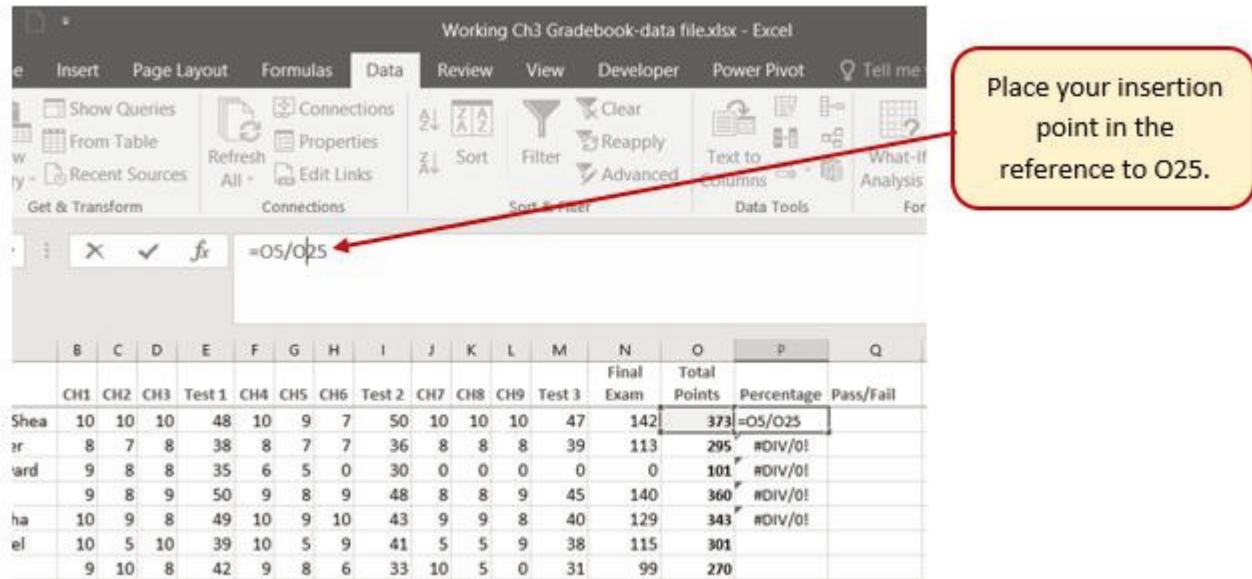 Working Ch3 Gradebook-data file.xlsx - Excel
Insert Page Layout Formulas Data Review View Developer Power Pivot Tell me
Show Queries
From Table
Recent Sources
Get & Transform
Refresh
All
Connections
Properties
Edit Links
Connections
Sort
Filter
Clear
Reapply
Advanced
Sort & Filter
Text to
Columns
Data Tools
What-If
Analysis
For
Place your insertion
point in the
reference to O25.
fx =O5/O25
B C D E F G H I J K L M N O P Q
CH1 CH2 CH3 Test 1 CH4 CH5 CH6 Test 2 CH7 CH8 CH9 Test 3 Final Exam Total Points Percentage Pass/Fail
Shea 10 10 10 48 10 9 7 50 10 10 10 47 142 373 =O5/O25
er 8 7 8 38 8 7 7 36 8 8 8 39 113 295 #DIV/0!
ard 9 8 8 35 6 5 0 30 0 0 0 0 0 101 #DIV/0!
9 8 9 50 9 8 9 48 8 8 9 45 140 360 #DIV/0!
ha 10 9 8 49 10 9 10 43 9 9 8 40 129 343 #DIV/0!
el 10 5 10 39 10 5 9 41 5 5 9 38 115 301
9 10 8 42 9 8 6 33 10 5 0 31 99 270